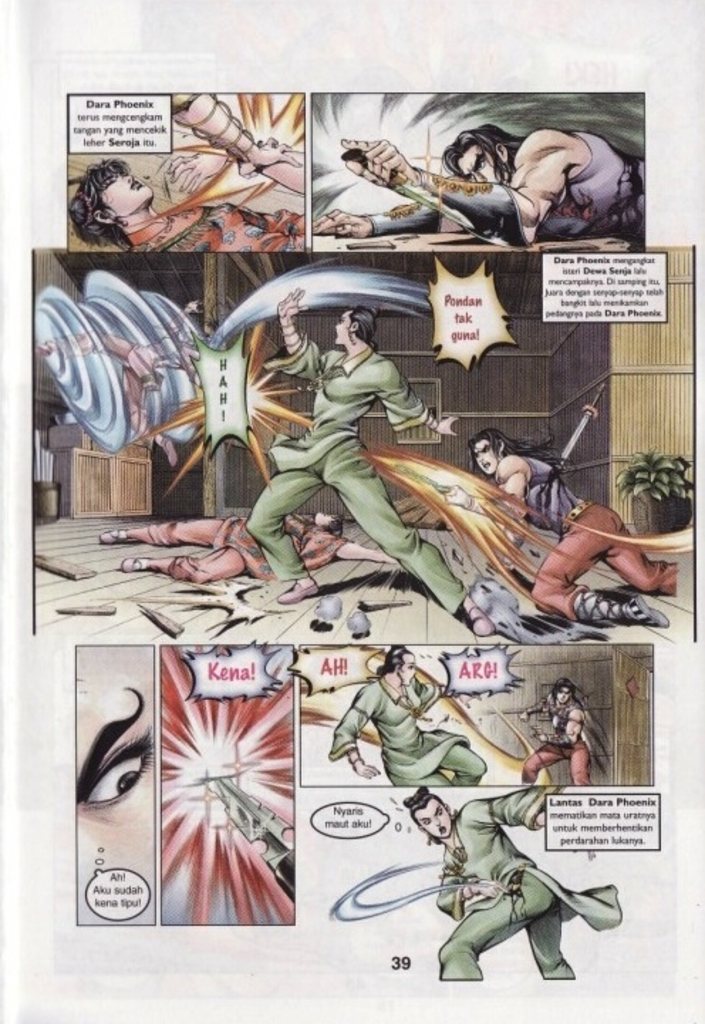 Dara Phoenix
terus mengcengkam
tangan yang mencekik
leher Seroja itu.
Dara Phoenix mengangkat
isteri Dewa Senja lalu
mencampaknya. Di samping itu,
Juara dengan senyap-senyap telah
bangkit lalu menikamkan
pedangnya pada Dara Phoenix.
Pondan
tak
guna!
HAH!
Kena!
AH!
ARG!
Ah!
Aku sudah
kena tipu!
Nyaris
maut aku!
Lantas Dara Phoenix
mematikan mata uratnya
untuk memberhentikan
perdarahan lukanya.
39